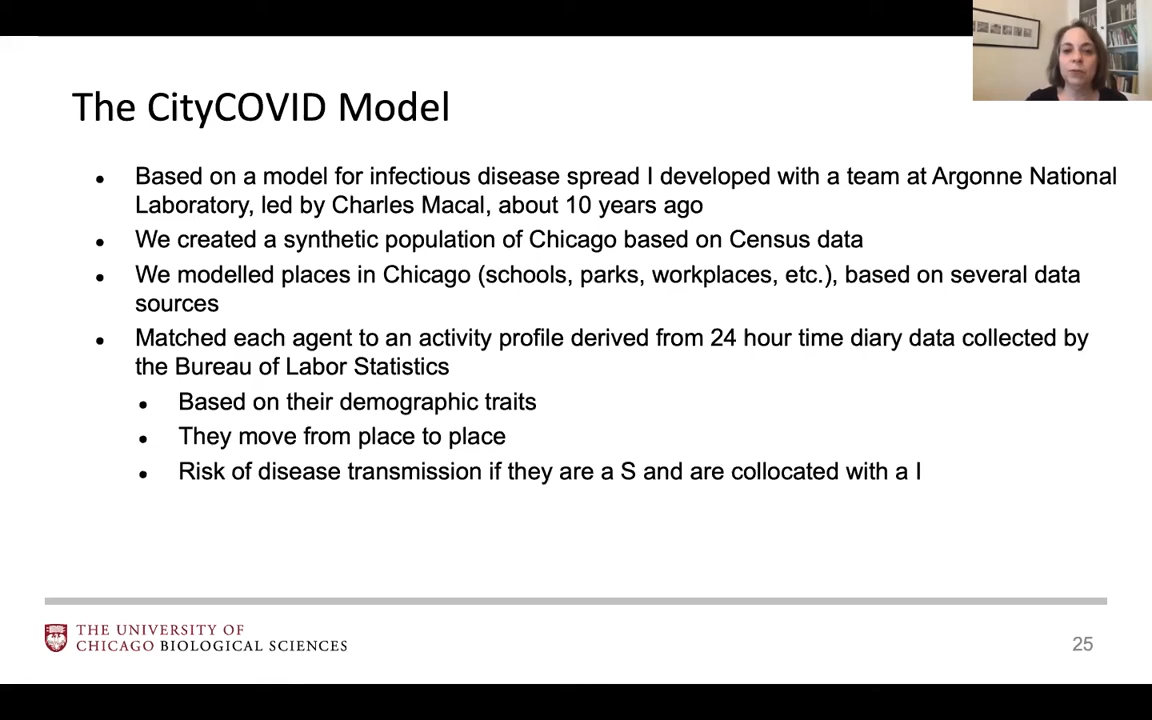 The CityCOVID Model
• Based on a model for infectious disease spread I developed with a team at Argonne National
Laboratory, led by Charles Macal, about 10 years ago
• We created a synthetic population of Chicago based on Census data
• We modelled places in Chicago (schools, parks, workplaces, etc.), based on several data
sources
• Matched each agent to an activity profile derived from 24 hour time diary data collected by
the Bureau of Labor Statistics
• Based on their demographic traits
• They move from place to place
• Risk of disease transmission if they are a S and are collocated with a I
THE UNIVERSITY OF
CHICAGO BIOLOGICAL SCIENCES
25